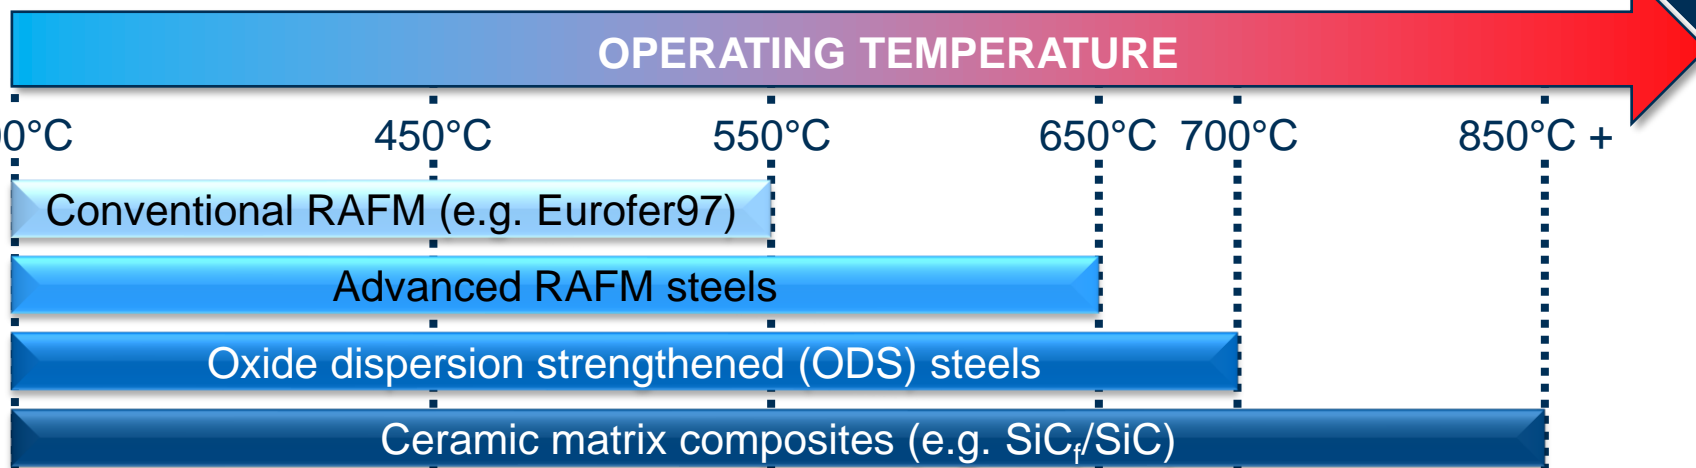 OPERATING TEMPERATURE
0°C 450°C 550°C 650°C 700°C 850°C +
Conventional RAFM (e.g. Eurofer97)
Advanced RAFM steels
Oxide dispersion strengthened (ODS) steels
Ceramic matrix composites (e.g. SiCf/SiC)